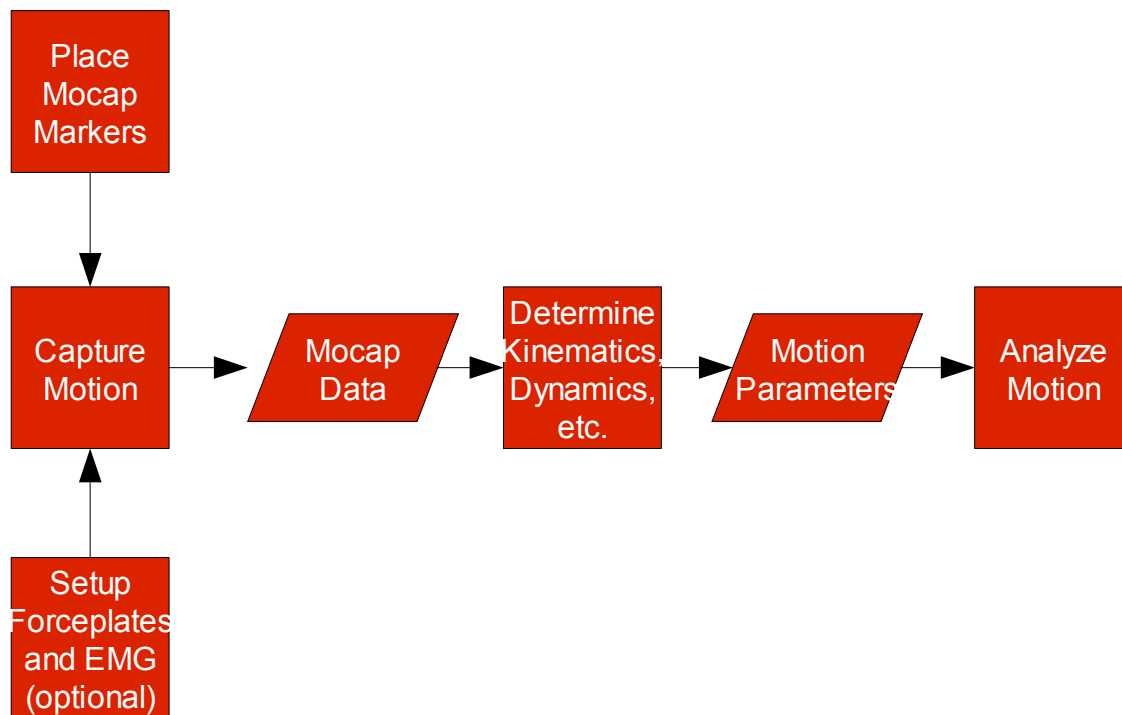 Place
Mocap
Markers
Capture
Motion
Mocap
Data
Determine
Kinematics,
Dynamics,
etc.
Motion
Parameters
Analyze
Motion
Setup
Forceplates
and EMG
(optional)